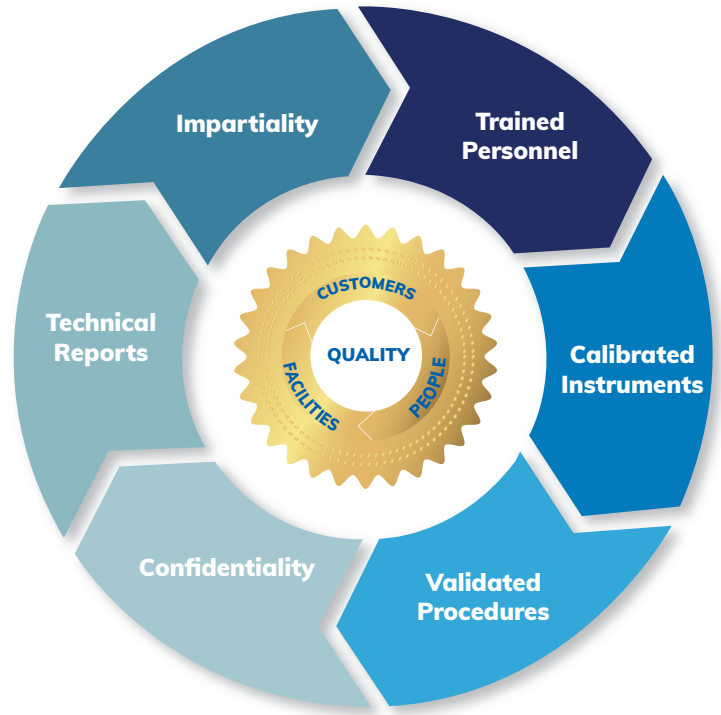 Impartiality
Trained
Personnel
Calibrated
Instruments
Validated
Procedures
Confidentiality
Technical
Reports
CUSTOMERS
PEOPLE
FACILITIES
QUALITY